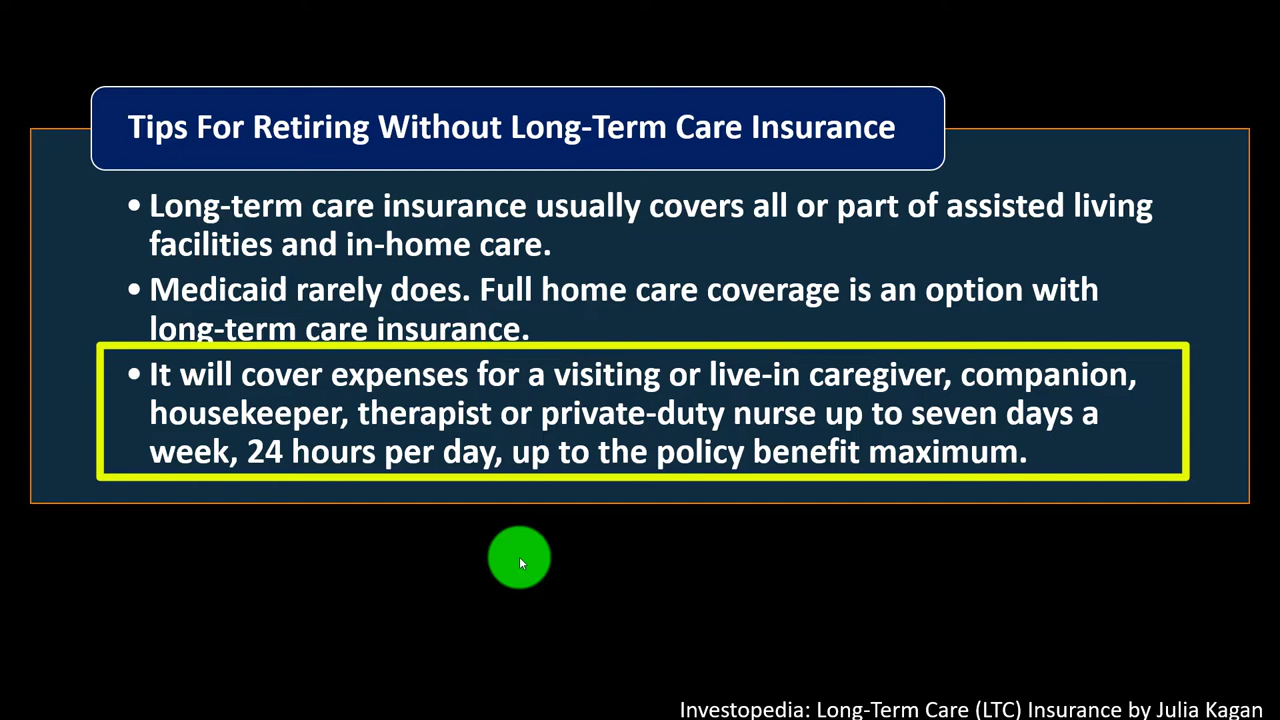 Tips For Retiring Without Long-Term Care Insurance
• Long-term care insurance usually covers all or part of assisted living
facilities and in-home care.
• Medicaid rarely does. Full home care coverage is an option with
long-term care insurance.
• It will cover expenses for a visiting or live-in caregiver, companion,
housekeeper, therapist or private-duty nurse up to seven days a
week, 24 hours per day, up to the policy benefit maximum.
Investopedia: Long-Term Care (LTC) Insurance by Julia Kagan